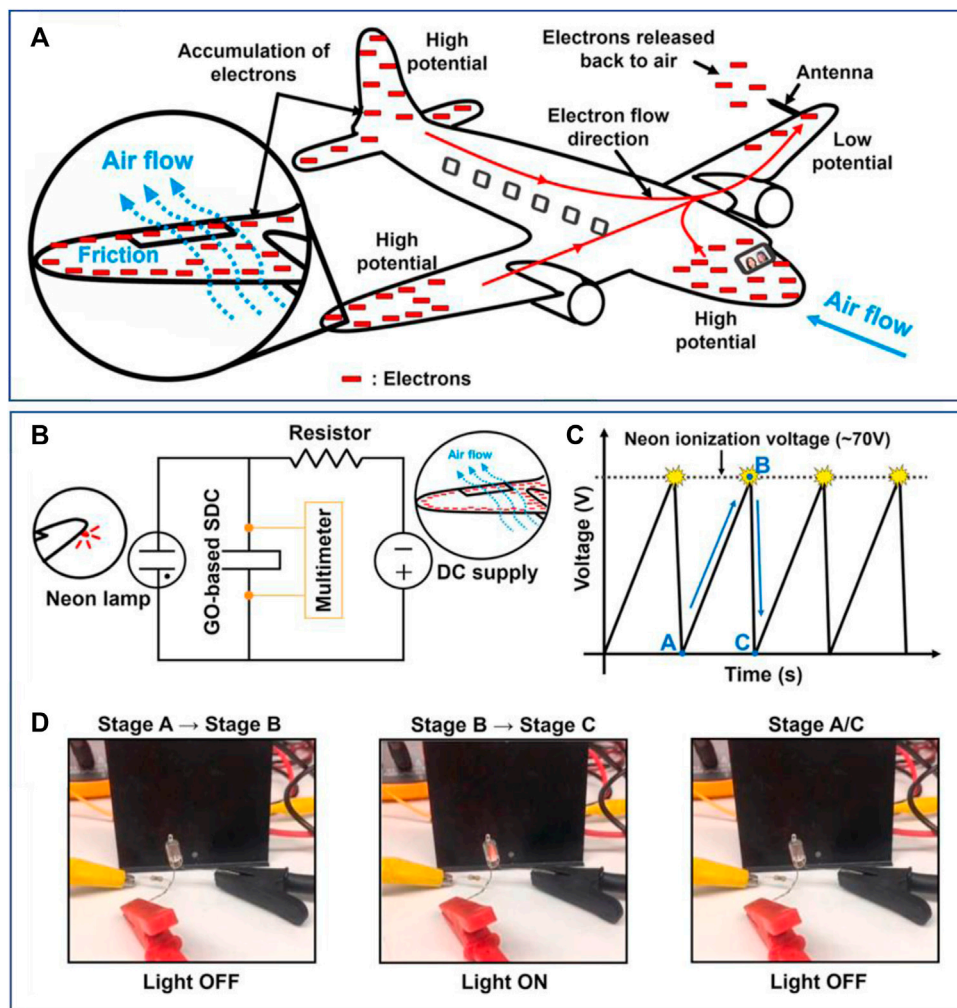 A
Accumulation of
electrons
High
potential
Electrons released
back to air
Antenna
Electron flow
direction
Low
potential
Air flow
Friction
High
potential
High
potential
Air flow
: Electrons
B
Resistor
Air flow
Neon lamp
GO-based SDC
Multimeter
DC supply
C
Neon ionization voltage (~70V)
B
Voltage (V)
A
C
Time (s)
D
Stage A → Stage B
Stage B → Stage C
Stage A/C
Light OFF
Light ON
Light OFF